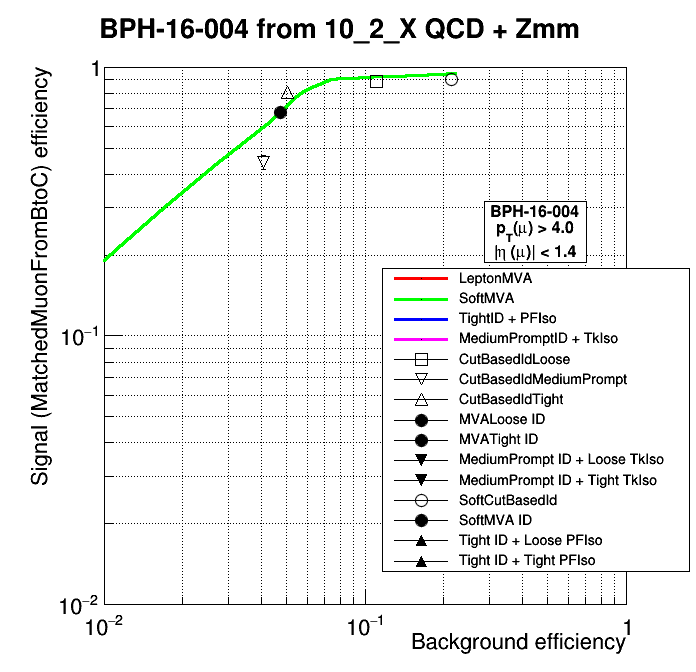 BPH-16-004 from 10_2_X QCD + Zmm
Signal (MatchedMuonFromBtoC) efficiency
1
10⁻¹
10⁻²
BPH-16-004
p_T(μ) > 4.0
|η (μ)| < 1.4
LeptonMVA
SoftMVA
TightID + PFIso
MediumPromptID + TkIso
CutBasedIdLoose
CutBasedIdMediumPrompt
CutBasedIdTight
MVALoose ID
MVATight ID
MediumPrompt ID + Loose TkIso
MediumPrompt ID + Tight TkIso
SoftCutBasedId
SoftMVA ID
Tight ID + Loose PFIso
Tight ID + Tight PFIso
10⁻² 10⁻¹ 1
Background efficiency